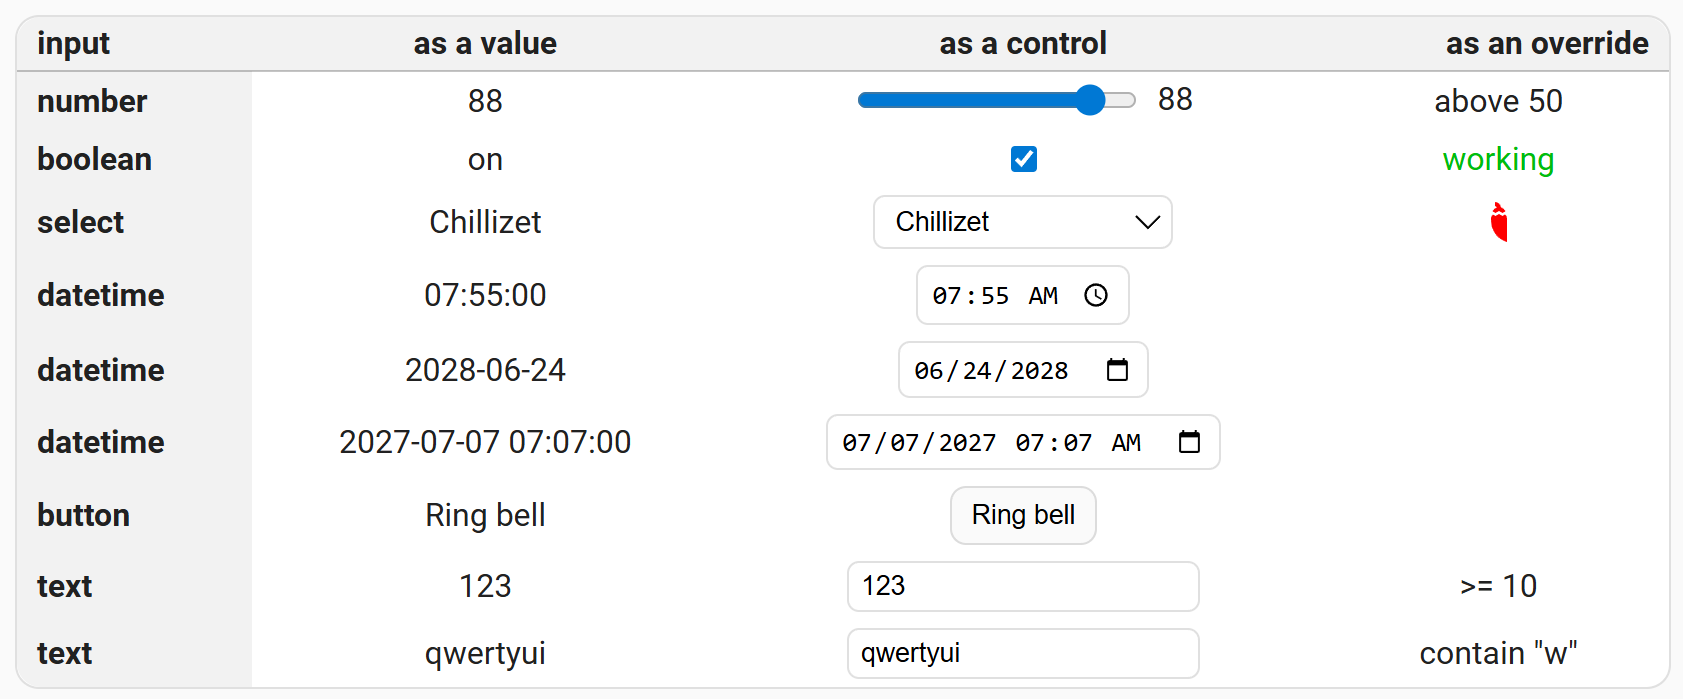 input as a value as a control as an override
number 88 88 above 50
boolean on working
select Chillizet Chillizet
datetime 07:55:00 07:55 AM
datetime 2028-06-24 06/24/2028
datetime 2027-07-07 07:07:00 07/07/2027 07:07 AM
button Ring bell Ring bell
text 123 123 >= 10
text qwertyui qwertyui contain "w"